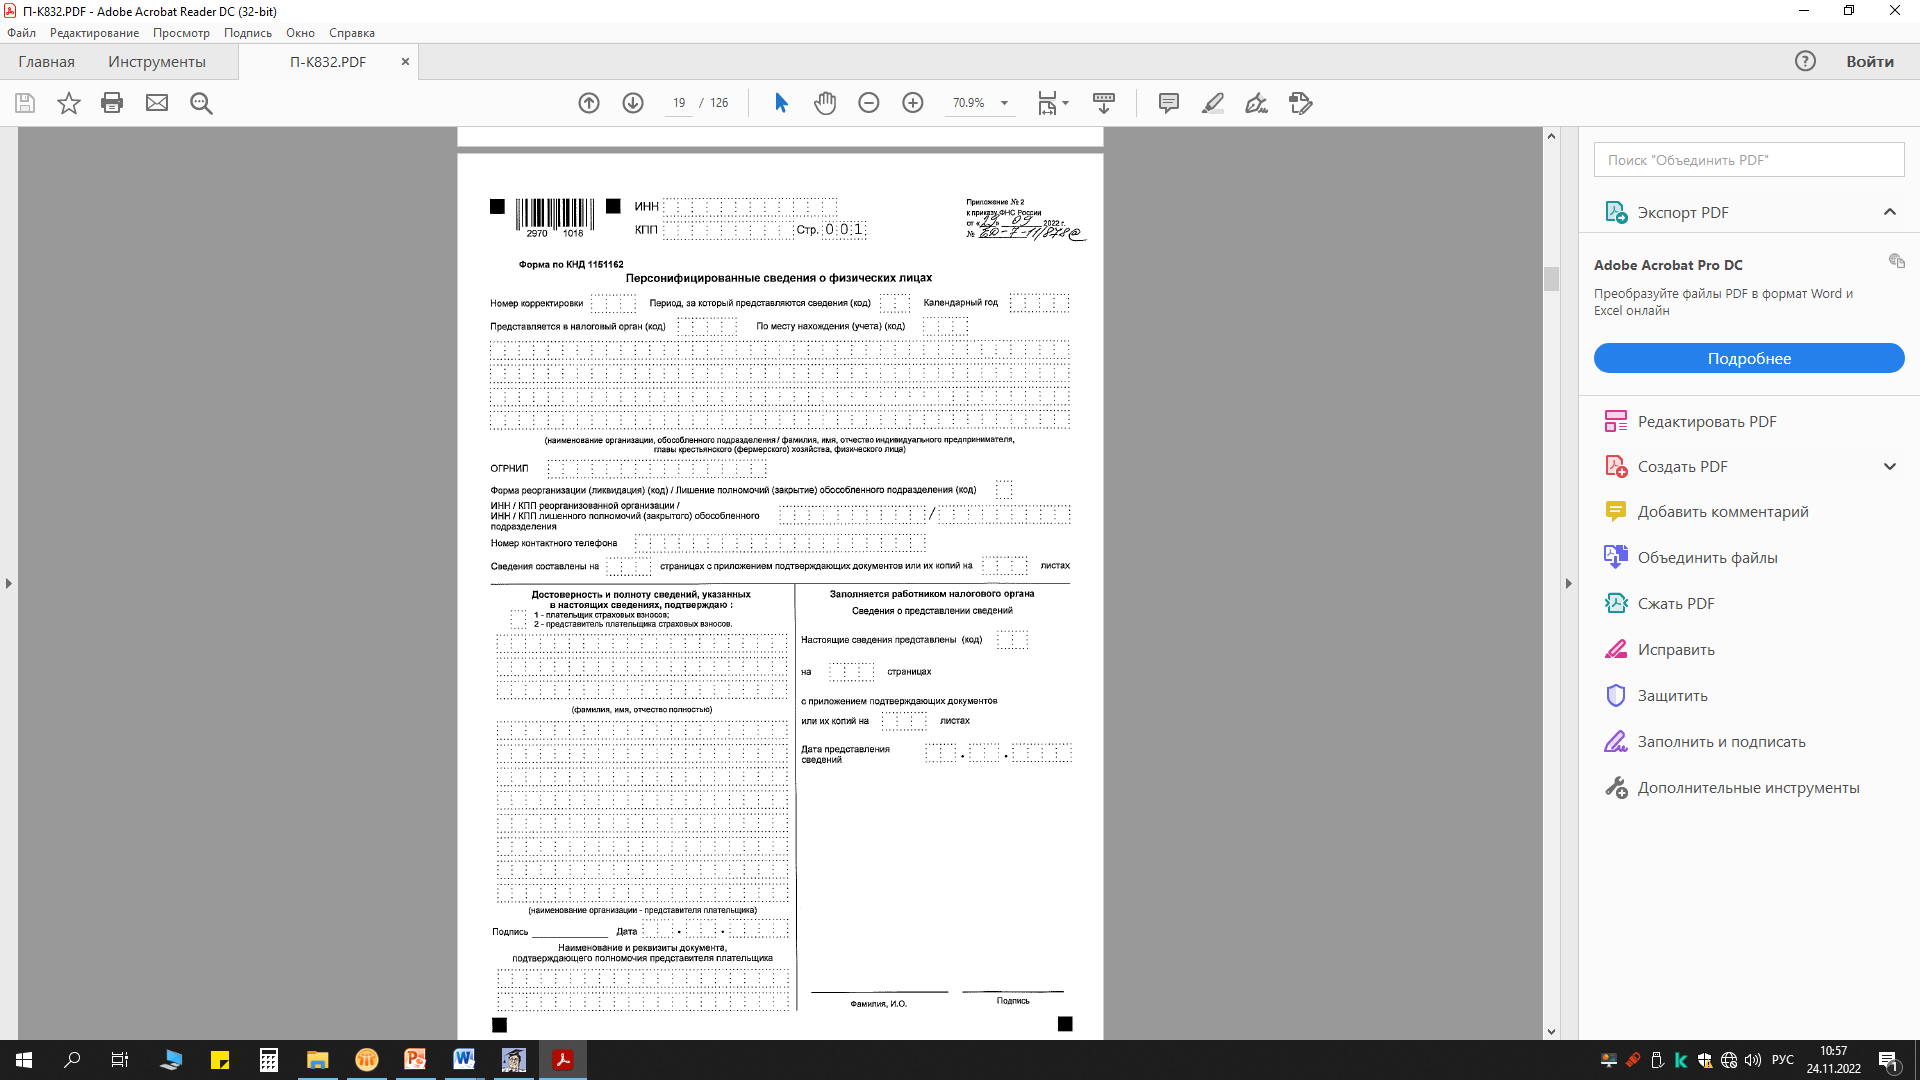 П-К832.PDF - Adobe Acrobat Reader DC (32-bit)
Файл Редактирование Просмотр Подпись Окно Справка
Главная Инструменты П-К832.PDF × Войти
19 / 126 70.9%
ИНН
КПП Стр. 001
2970 1018
Приложение № 2
к приказу ФНС России
от «29» 09 2022 г.
№ ЕД-7-11/878@
Форма по КНД 1151162
Персонифицированные сведения о физических лицах
Номер корректировки Период, за который представляются сведения (код) Календарный год
Представляется в налоговый орган (код) По месту нахождения (учета) (код)
(наименование организации, обособленного подразделения / фамилия, имя, отчество индивидуального предпринимателя,
главы крестьянского (фермерского) хозяйства, физического лица)
ОГРНИП
Форма реорганизации (ликвидация) (код) / Лишение полномочий (закрытие) обособленного подразделения (код)
ИНН / КПП реорганизованной организации /
ИНН / КПП лишенного полномочий (закрытого) обособленного
подразделения
/
Номер контактного телефона
Сведения составлены на страницах с приложением подтверждающих документов или их копий на листах
Достоверность и полноту сведений, указанных
в настоящих сведениях, подтверждаю :
1 - плательщик страховых взносов;
2 - представитель плательщика страховых взносов.
(фамилия, имя, отчество полностью)
(наименование организации - представителя плательщика)
Подпись Дата
Наименование и реквизиты документа,
подтверждающего полномочия представителя плательщика
Заполняется работником налогового органа
Сведения о представлении сведений
Настоящие сведения представлены (код)
на страницах
с приложением подтверждающих документов
или их копий на листах
Дата представления
сведений
Фамилия, И.О. Подпись
Поиск "Объединить PDF"
Экспорт PDF
Adobe Acrobat Pro DC
Преобразуйте файлы PDF в формат Word и
Excel онлайн
Подробнее
Редактировать PDF
Создать PDF
Добавить комментарий
Объединить файлы
Сжать PDF
Исправить
Защитить
Заполнить и подписать
Дополнительные инструменты
РУС
10:57
24.11.2022
1